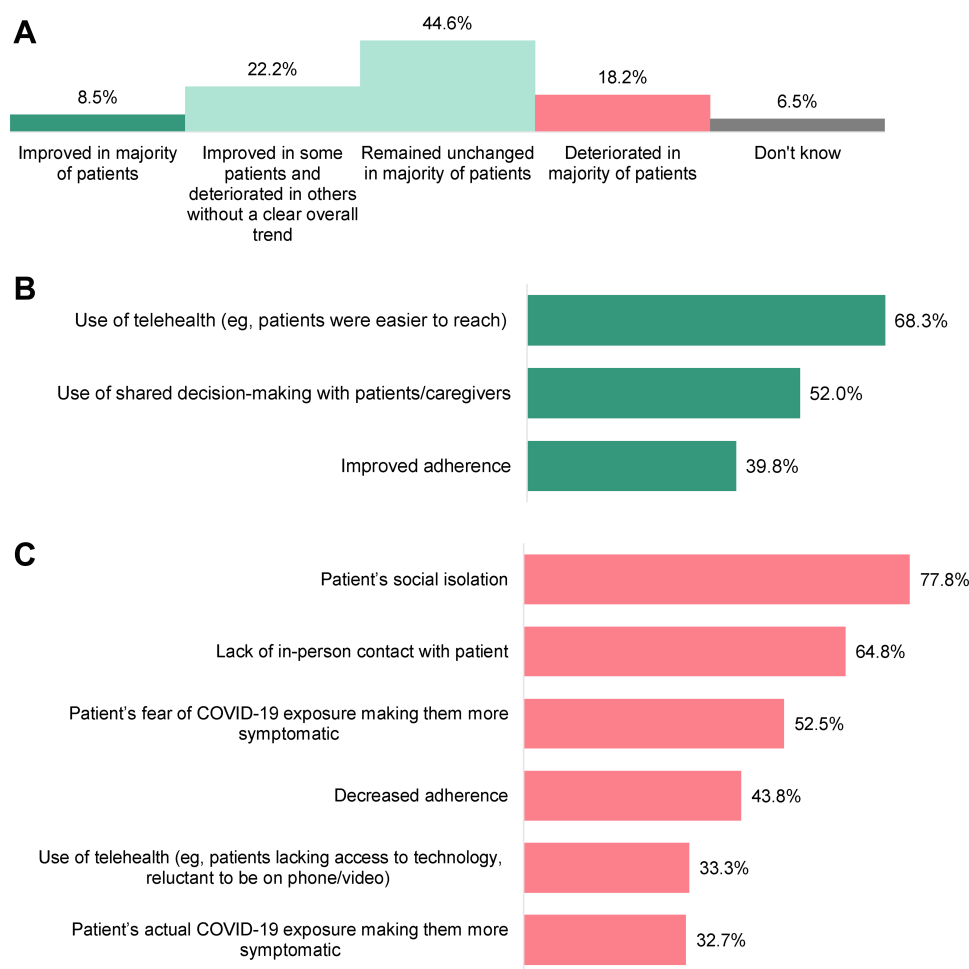 A
8.5%
22.2%
44.6%
18.2%
6.5%
Improved in majority
of patients
Improved in some
patients and
deteriorated in others
without a clear overall
trend
Remained unchanged
in majority of patients
Deteriorated in
majority of patients
Don't know
B
Use of telehealth (eg, patients were easier to reach)
68.3%
Use of shared decision-making with patients/caregivers
52.0%
Improved adherence
39.8%
C
Patient’s social isolation
77.8%
Lack of in-person contact with patient
64.8%
Patient’s fear of COVID-19 exposure making them more
symptomatic
52.5%
Decreased adherence
43.8%
Use of telehealth (eg, patients lacking access to technology,
reluctant to be on phone/video)
33.3%
Patient’s actual COVID-19 exposure making them more
symptomatic
32.7%